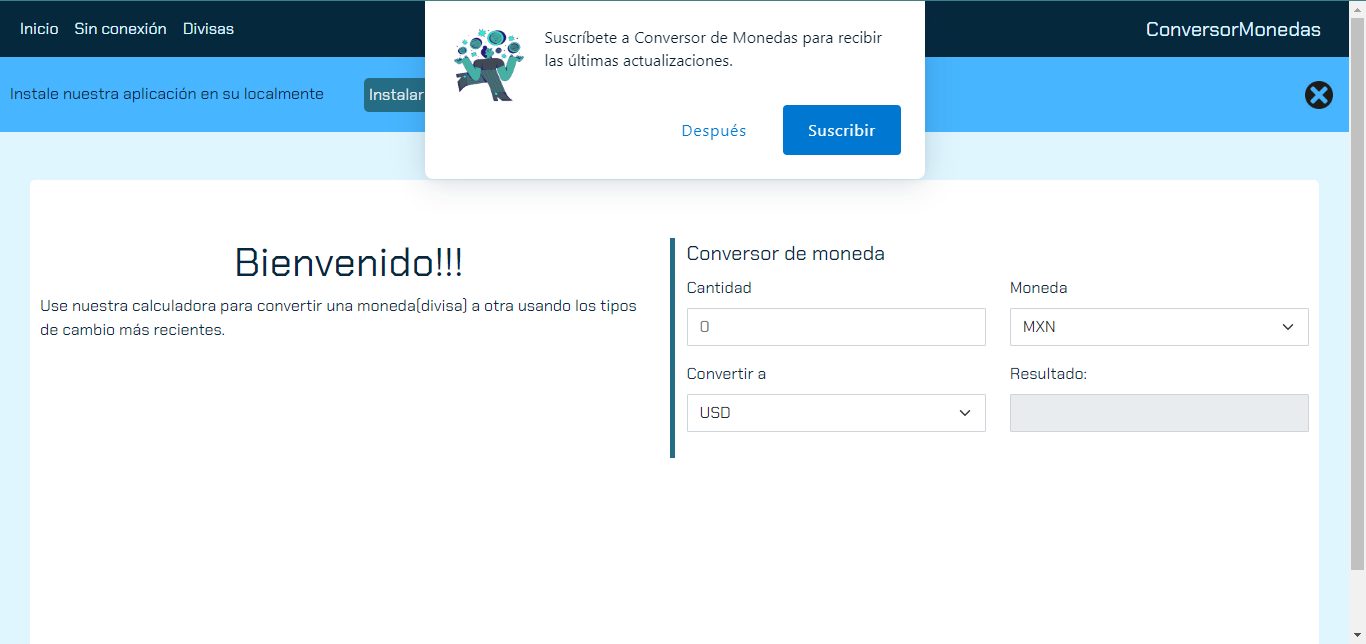 Inicio Sin conexión Divisas
ConversorMonedas
Suscríbete a Conversor de Monedas para recibir
las últimas actualizaciones.
Después
Suscribir
Instale nuestra aplicación en su localmente
Instalar
Bienvenido!!!
Use nuestra calculadora para convertir una moneda(divisa) a otra usando los tipos
de cambio más recientes.
Conversor de moneda
Cantidad
Moneda
0
MXN
Convertir a
Resultado:
USD